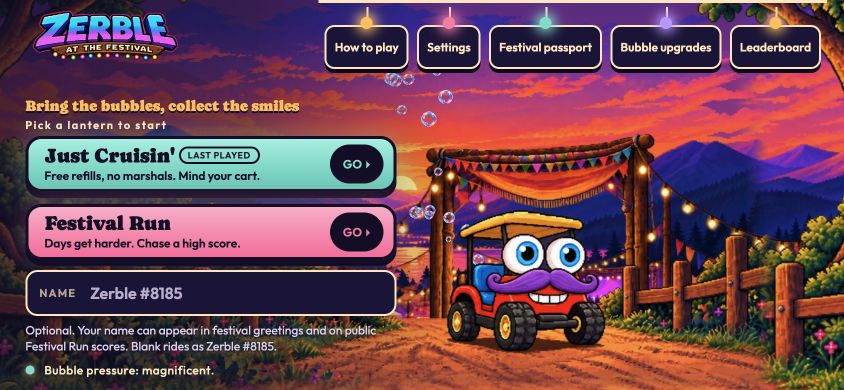 ZERBLE
AT THE FESTIVAL
How to play
Settings
Festival passport
Bubble upgrades
Leaderboard
Bring the bubbles, collect the smiles
Pick a lantern to start
Just Cruisin' LAST PLAYED
Free refills, no marshals. Mind your cart.
GO
Festival Run
Days get harder. Chase a high score.
GO
NAME Zerble #8185
Optional. Your name can appear in festival greetings and on public
Festival Run scores. Blank rides as Zerble #8185.
Bubble pressure: magnificent.